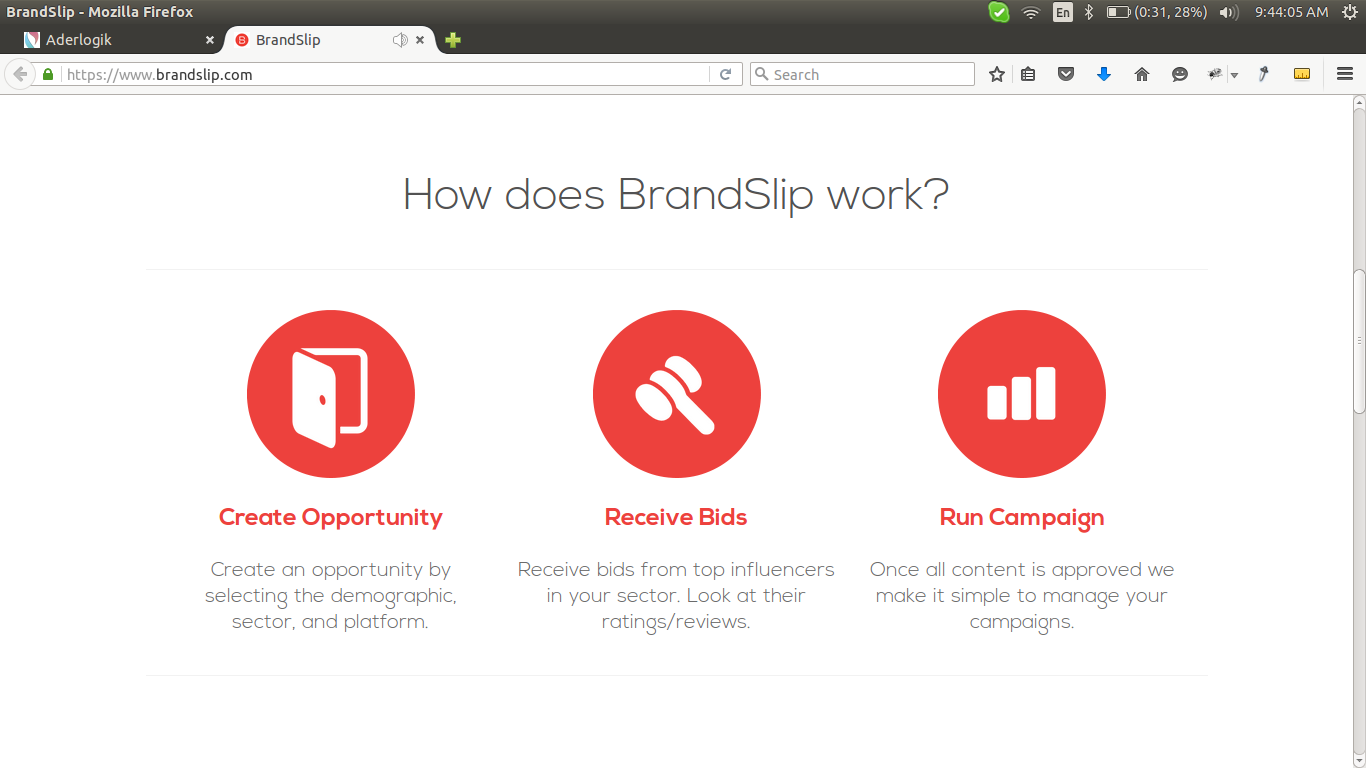 BrandSlip - Mozilla Firefox
En
(0:31, 28%)
9:44:05 AM
Aderlogik
B
BrandSlip
https://www.brandslip.com
Search
How does BrandSlip work?
Create Opportunity
Create an opportunity by
selecting the demographic,
sector, and platform.
Receive Bids
Receive bids from top influencers
in your sector. Look at their
ratings/reviews.
Run Campaign
Once all content is approved we
make it simple to manage your
campaigns.